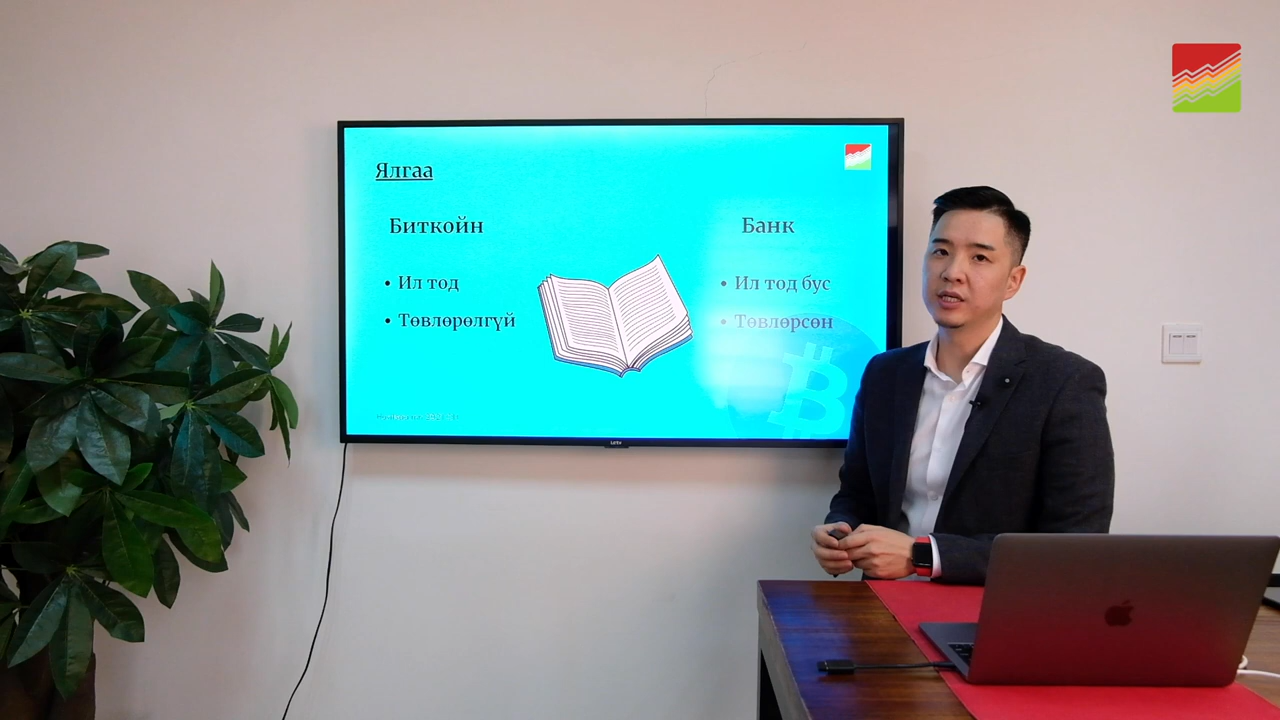 Ялгаа
Биткойн
• Ил тод
• Төвлөрөлгүй
Банк
• Ил тод бус
• Төвлөрсөн